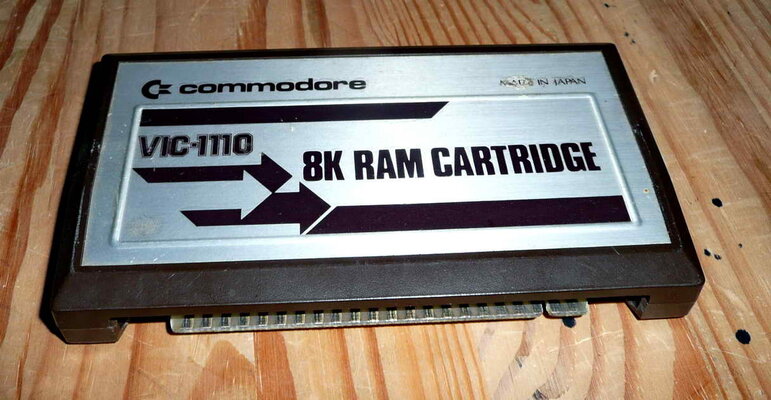 commodore
MADE IN JAPAN
VIC-1110
8K RAM CARTRIDGE